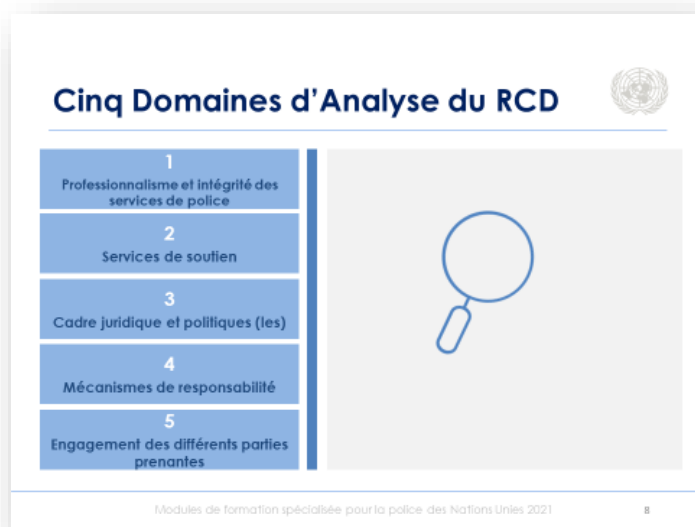 Cinq Domaines d'Analyse du RCD
1
Professionnalisme et intégrité des
services de police
2
Services de soutien
3
Cadre juridique et politiques (les)
4
Mécanismes de responsabilité
5
Engagement des différents parties
prenantes
Modules de formation spécialisée pour la police des Nations Unies 2021
8